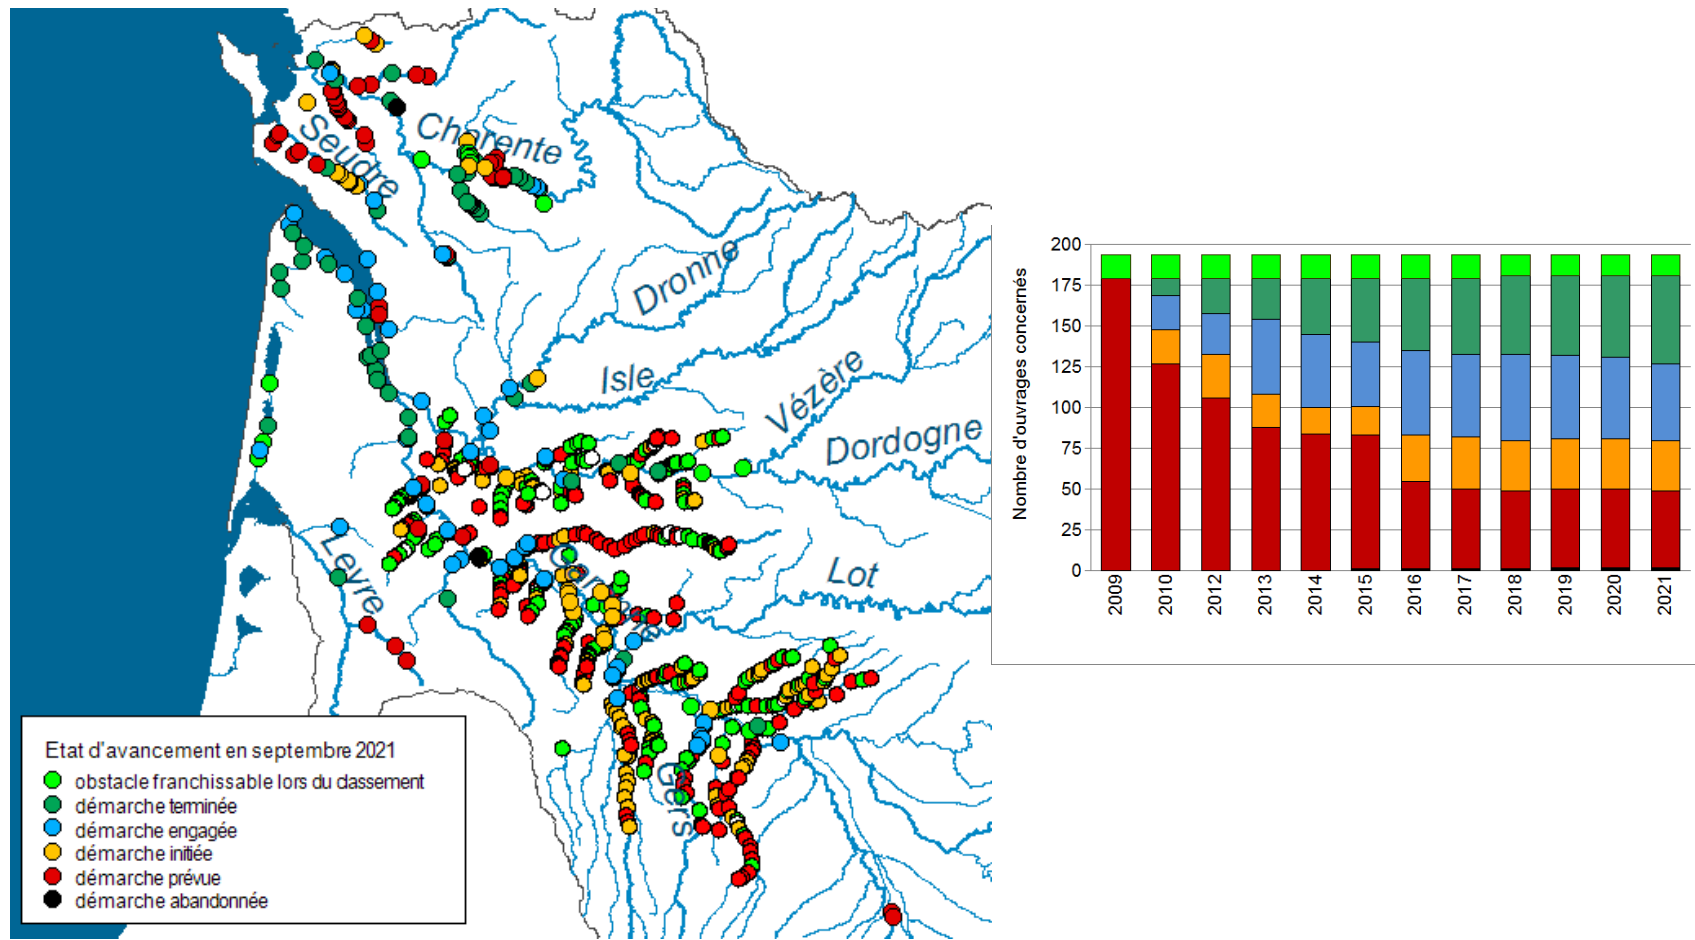 Charente
Seudre
Dronne
Isle
Vézère
Dordogne
Leyre
Garonne
Lot
Gers
Etat d'avancement en septembre 2021
obstacle franchissable lors du classement
démarche terminée
démarche engagée
démarche initiée
démarche prévue
démarche abandonnée
Nombre d'ouvrages concernés
200
175
150
125
100
75
50
25
0
2009 2010 2012 2013 2014 2015 2016 2017 2018 2019 2020 2021